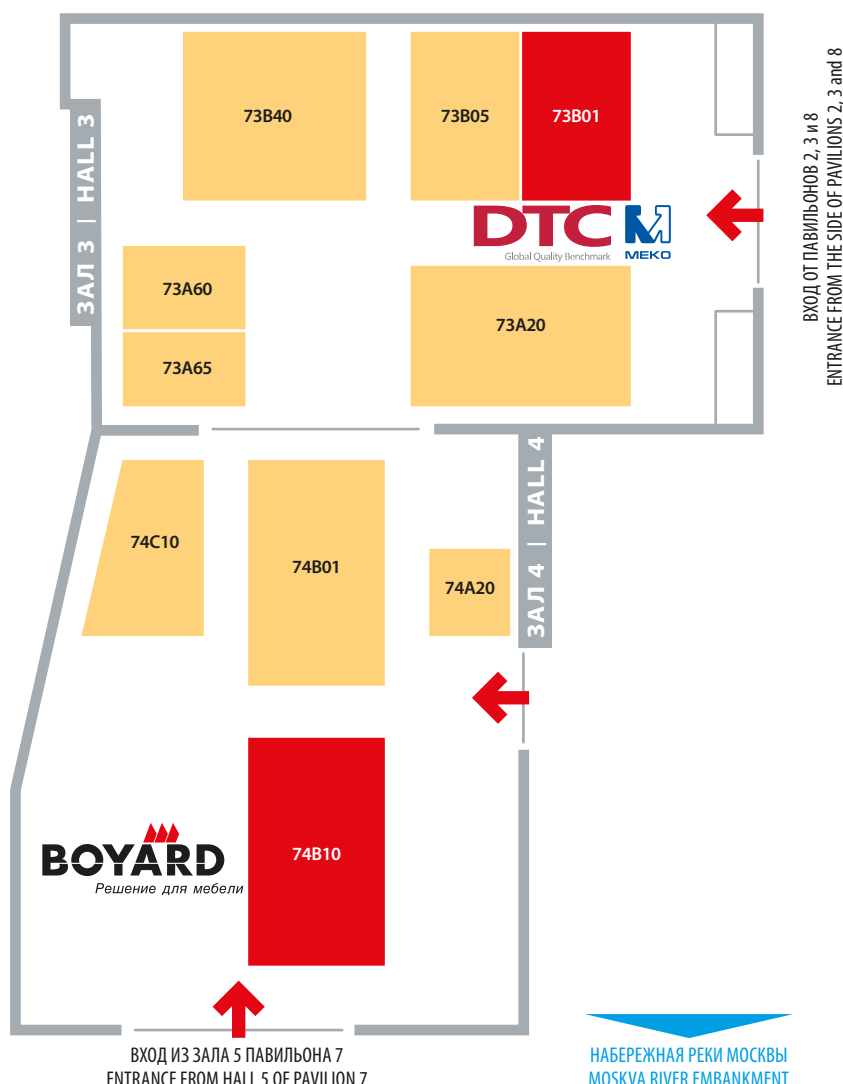 73B40
73B05
73B01
ЗАЛ 3 | HALL 3
DTC
Global Quality Benchmark
MEKO
ВХОД ОТ ПАВИЛЬОНОВ 2, 3 и 8
ENTRANCE FROM THE SIDE OF PAVILIONS 2, 3 and 8
73A60
73A20
73A65
ЗАЛ 4 | HALL 4
74C10
74B01
74A20
74B10
BOYARD
Решение для мебели
ВХОД ИЗ ЗАЛА 5 ПАВИЛЬОНА 7
ENTRANCE FROM HALL 5 OF PAVILION 7
НАБЕРЕЖНАЯ РЕКИ МОСКВЫ
MOSKVA RIVER EMBANKMENT